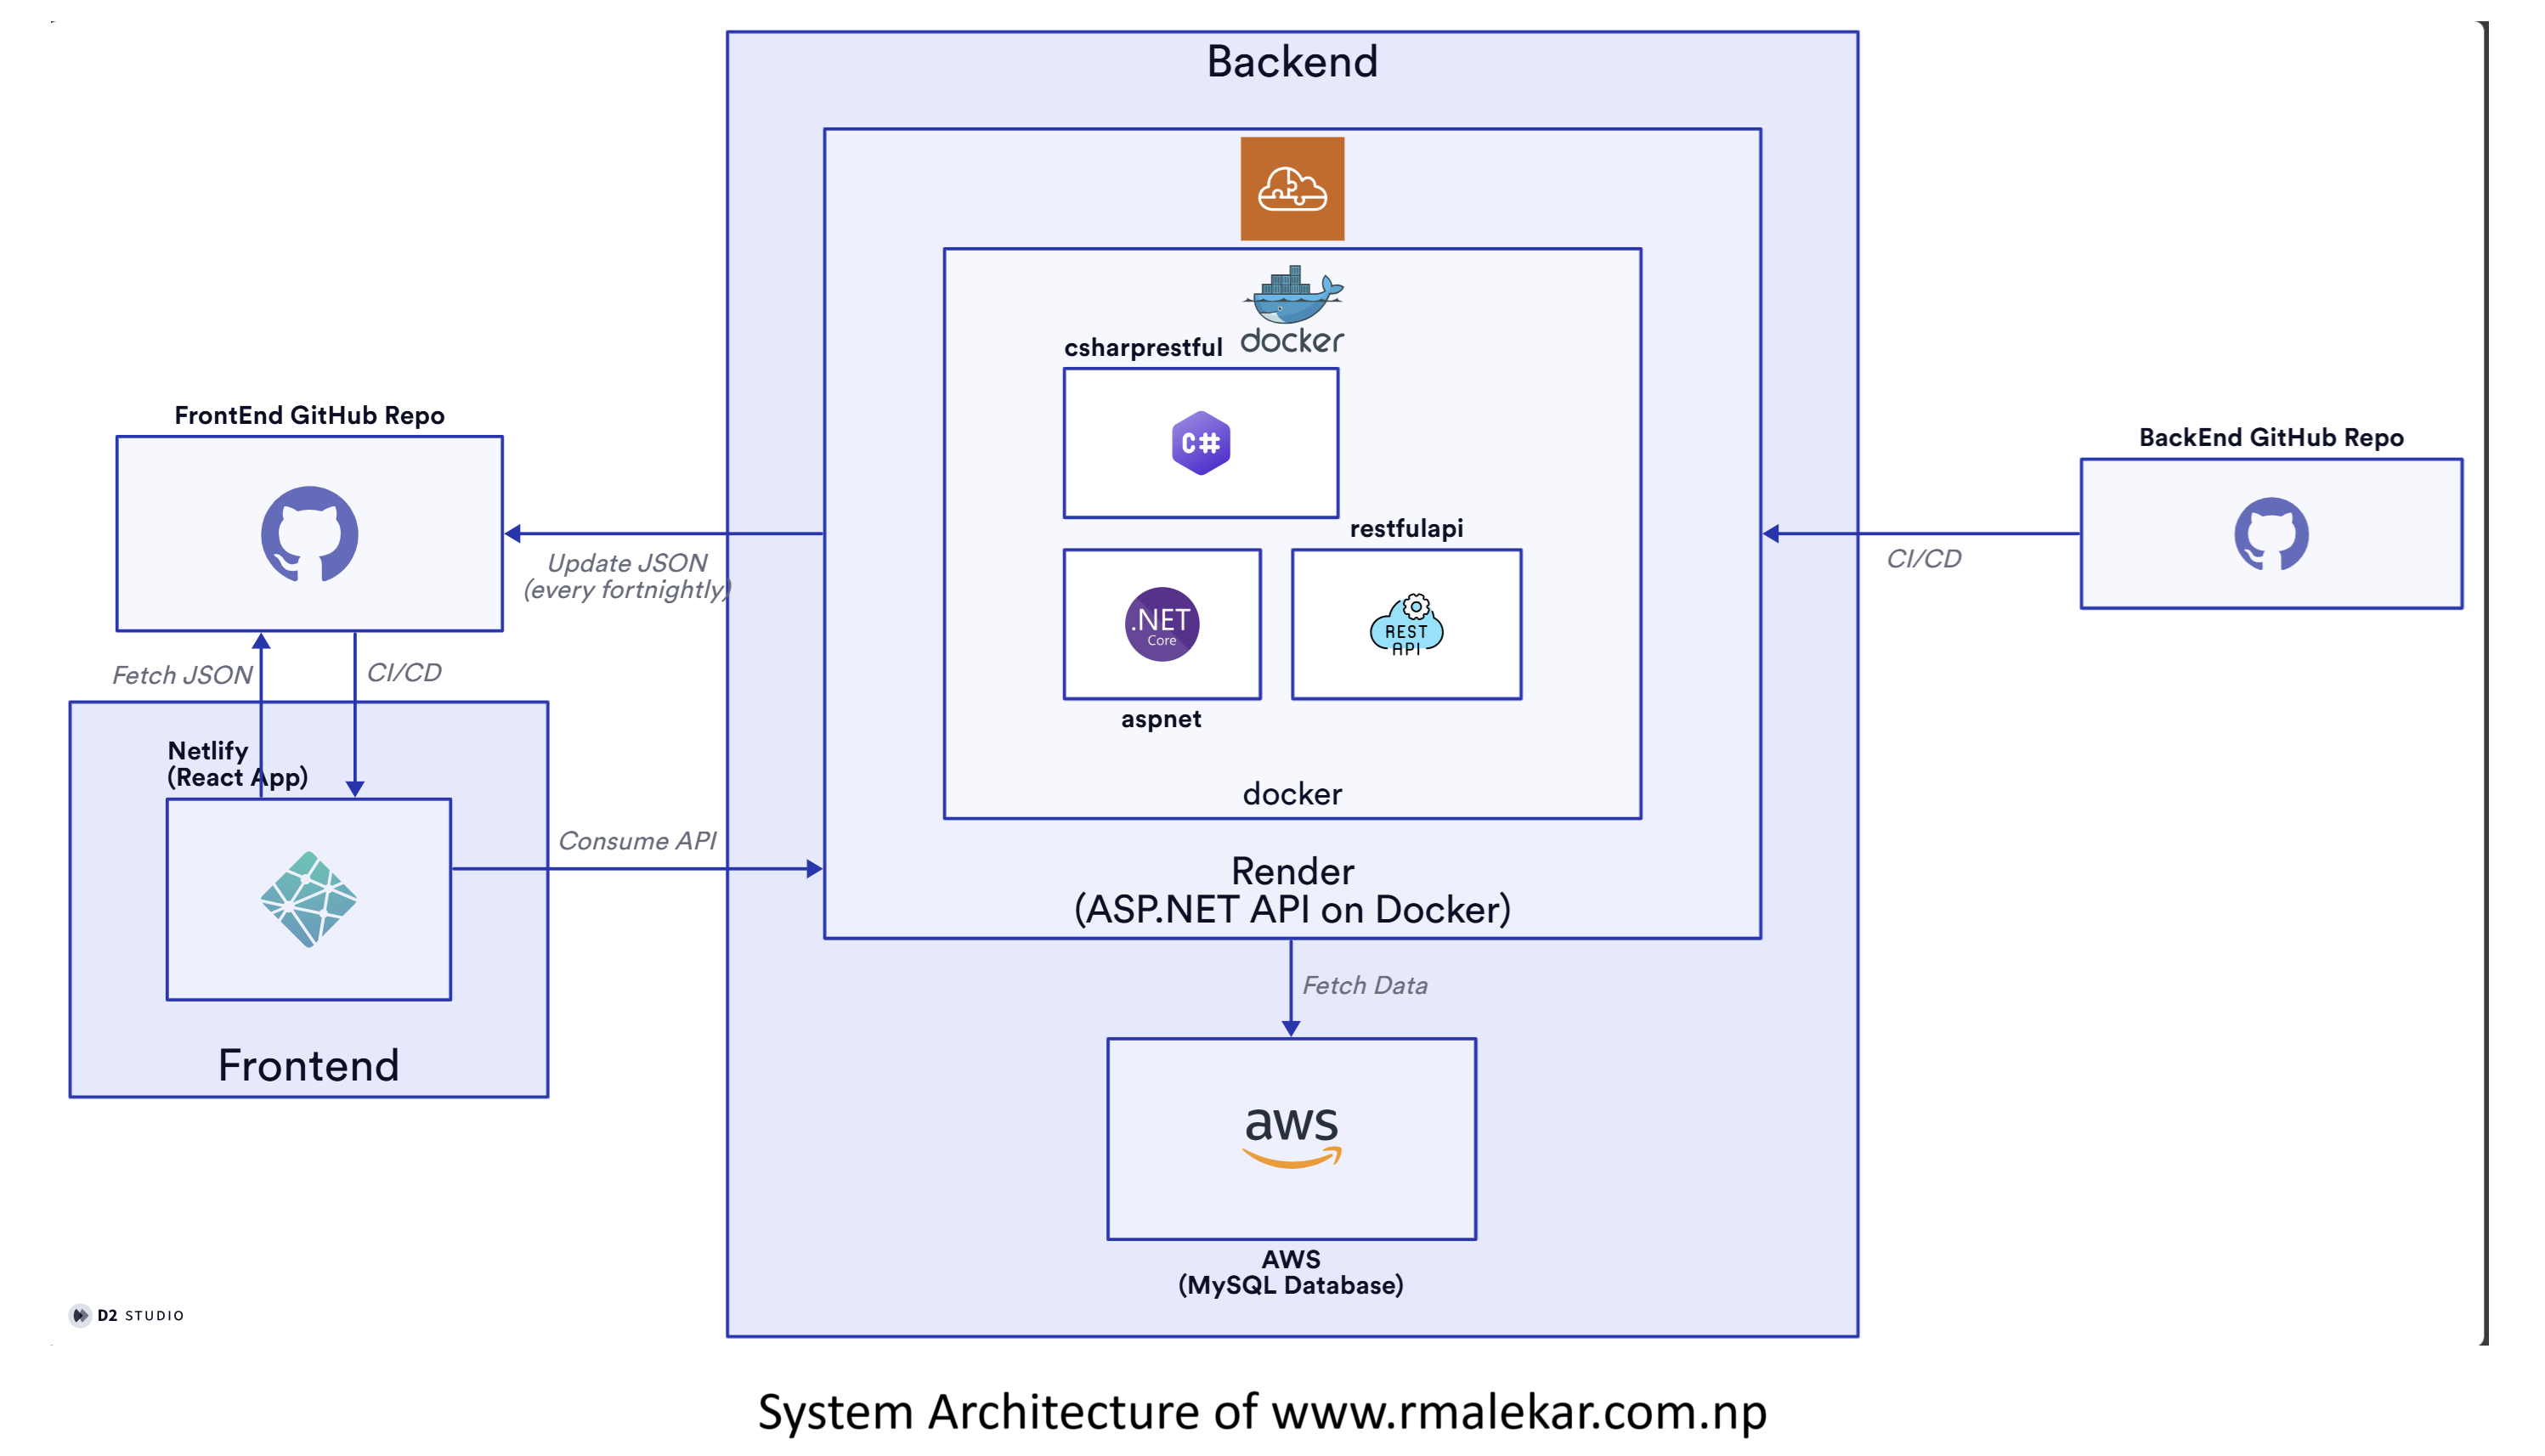 Backend
docker
csharprestful
C#
FrontEnd GitHub Repo
BackEnd GitHub Repo
Update JSON
(every fortnightly)
CI/CD
restfulapi
.NET
Core
REST
API
aspnet
Fetch JSON
CI/CD
Netlify
(React App)
docker
Consume API
Render
(ASP.NET API on Docker)
Frontend
Fetch Data
aws
AWS
(MySQL Database)
D2 STUDIO
System Architecture of www.rmalekar.com.np